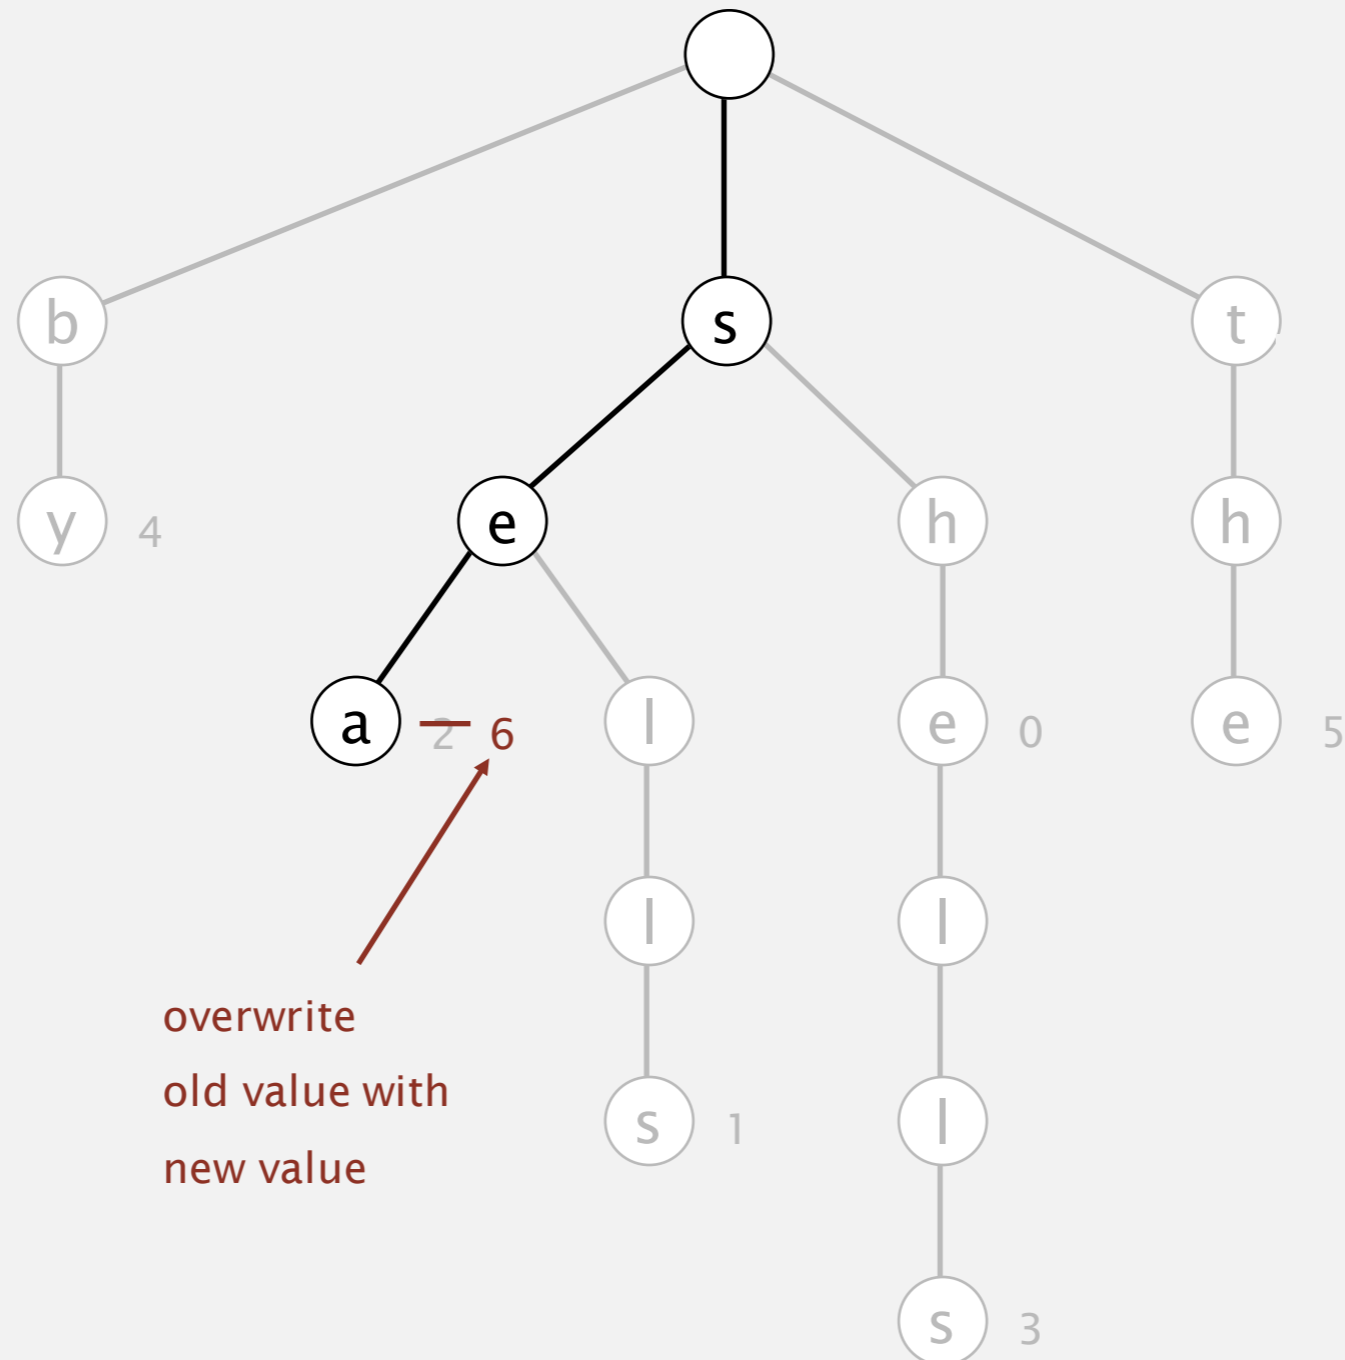 b s t
y 4 e h h
a 2 6 l e 0 e 5
l l
overwrite
old value with
new value
s 1 l
s 3